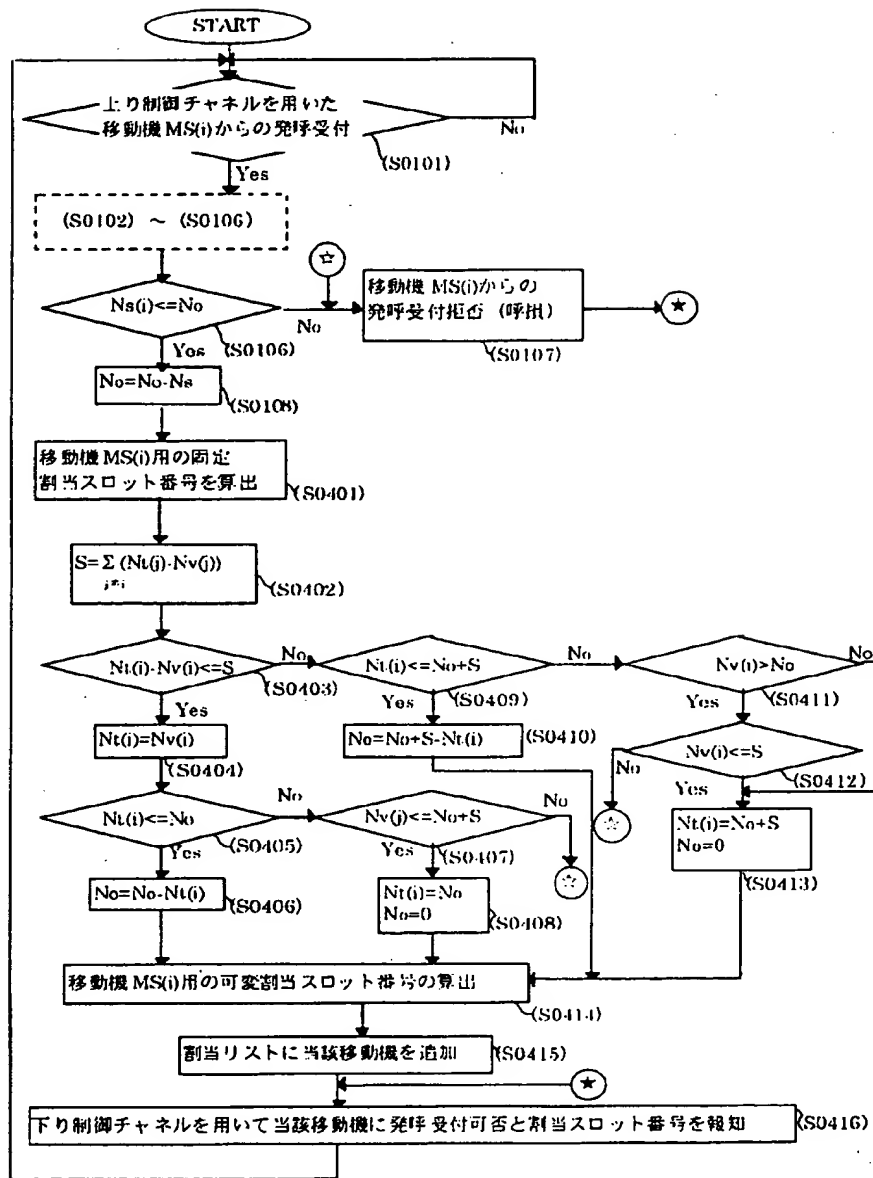 START
上り制御チャネルを用いた
移動機 MS(i)からの発呼受付
No
(S0101)
Yes
(S0102) ～ (S0106)
☆
Ns(i)<=No
No
移動機 MS(i)からの
発呼受付拒否 (呼損)
★
Yes
(S0106)
(S0107)
No=No-Ns
(S0108)
移動機 MS(i)用の固定
割当スロット番号を算出
(S0401)
S=Σ (Nt(j)-Nv(j))
j≠i
(S0402)
Nt(i)-Nv(i)<=S
No
Nt(i)<=No+S
No
Nv(i)>No
No
(S0403)
(S0409)
(S0411)
Yes
Yes
Yes
Nt(i)=Nv(i)
No=No+S-Nt(i)
(S0410)
Nv(i)<=S
(S0404)
No
(S0412)
Yes
Nt(i)<=No
No
Nv(j)<=No+S
No
☆
Nt(i)=No+S
No=0
(S0405)
(S0407)
(S0413)
Yes
Yes
☆
No=No-Nt(i)
(S0406)
Nt(i)=No
No=0
(S0408)
移動機 MS(i)用の可変割当スロット番号の算出
(S0414)
割当リストに当該移動機を追加
(S0415)
★
下り制御チャネルを用いて当該移動機に発呼受付可否と割当スロット番号を報知
(S0416)